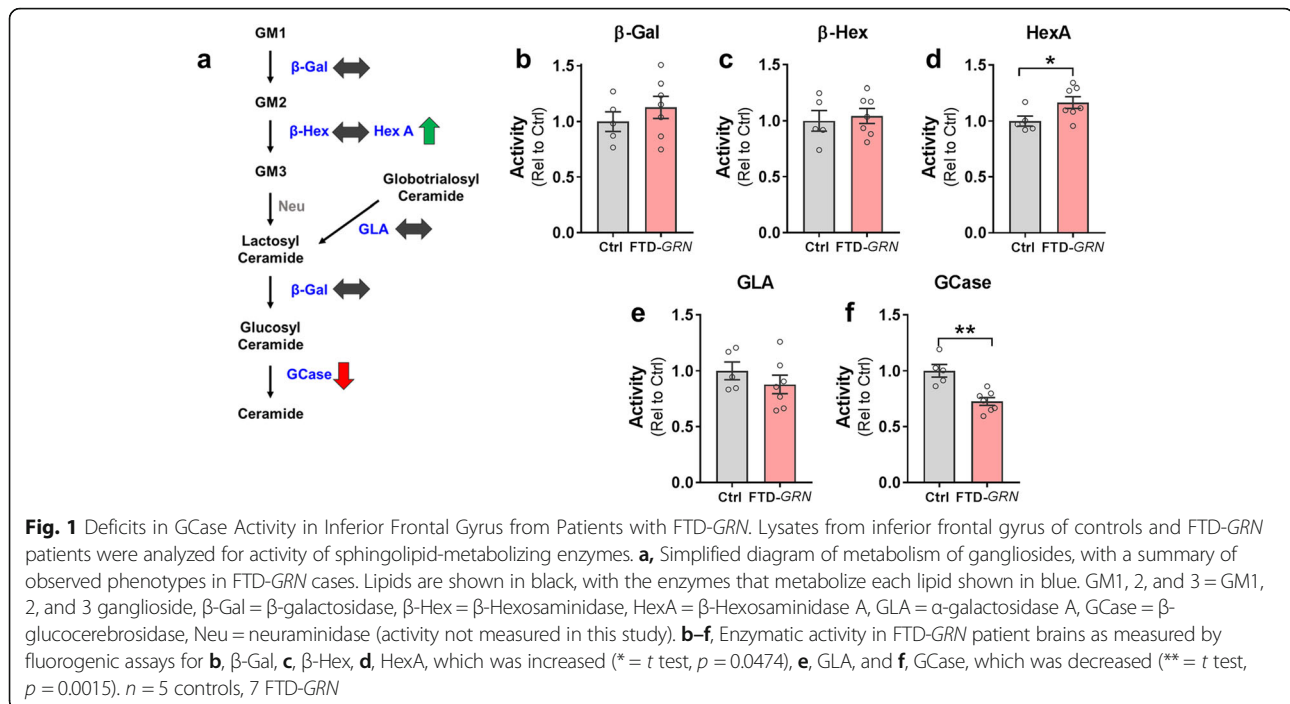 a
GM1
β-Gal
GM2
β-Hex
Hex A
GM3
Neu
Globotrialosyl
Ceramide
GLA
Lactosyl
Ceramide
β-Gal
Glucosyl
Ceramide
GCase
Ceramide
b
β-Gal
Activity
(Rel to Ctrl)
1.5
1.0
0.5
0.0
Ctrl FTD-GRN
c
β-Hex
Activity
(Rel to Ctrl)
1.5
1.0
0.5
0.0
Ctrl FTD-GRN
d
HexA
*
Activity
(Rel to Ctrl)
1.5
1.0
0.5
0.0
Ctrl FTD-GRN
e
GLA
Activity
(Rel to Ctrl)
1.5
1.0
0.5
0.0
Ctrl FTD-GRN
f
GCase
**
Activity
(Rel to Ctrl)
1.5
1.0
0.5
0.0
Ctrl FTD-GRN
Fig. 1 Deficits in GCase Activity in Inferior Frontal Gyrus from Patients with FTD-GRN. Lysates from inferior frontal gyrus of controls and FTD-GRN
patients were analyzed for activity of sphingolipid-metabolizing enzymes. a, Simplified diagram of metabolism of gangliosides, with a summary of
observed phenotypes in FTD-GRN cases. Lipids are shown in black, with the enzymes that metabolize each lipid shown in blue. GM1, 2, and 3 = GM1,
2, and 3 ganglioside, β-Gal = β-galactosidase, β-Hex = β-Hexosaminidase, HexA = β-Hexosaminidase A, GLA = α-galactosidase A, GCase = β-
glucocerebrosidase, Neu = neuraminidase (activity not measured in this study). b–f, Enzymatic activity in FTD-GRN patient brains as measured by
fluorogenic assays for b, β-Gal, c, β-Hex, d, HexA, which was increased (* = t test, p = 0.0474), e, GLA, and f, GCase, which was decreased (** = t test,
p = 0.0015). n = 5 controls, 7 FTD-GRN